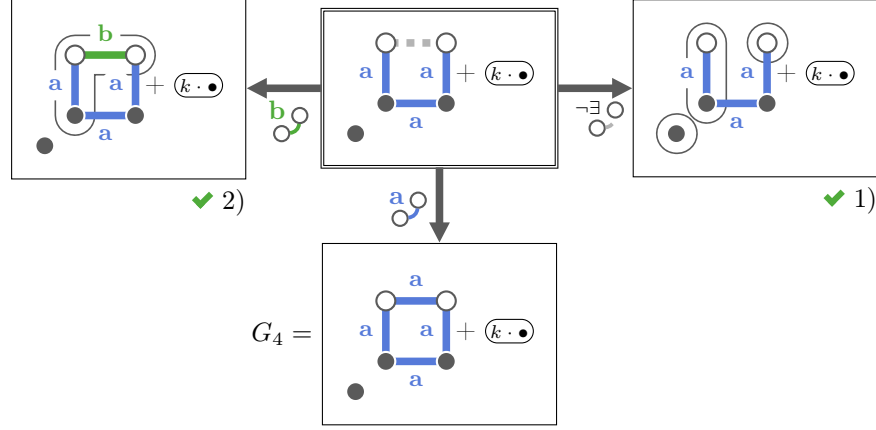 b
a a + k · ●
a
b
✔ 2)
a a + k · ●
a
¬∃
a a + k · ●
a
✔ 1)
a
a
G₄ = a a + k · ●
a